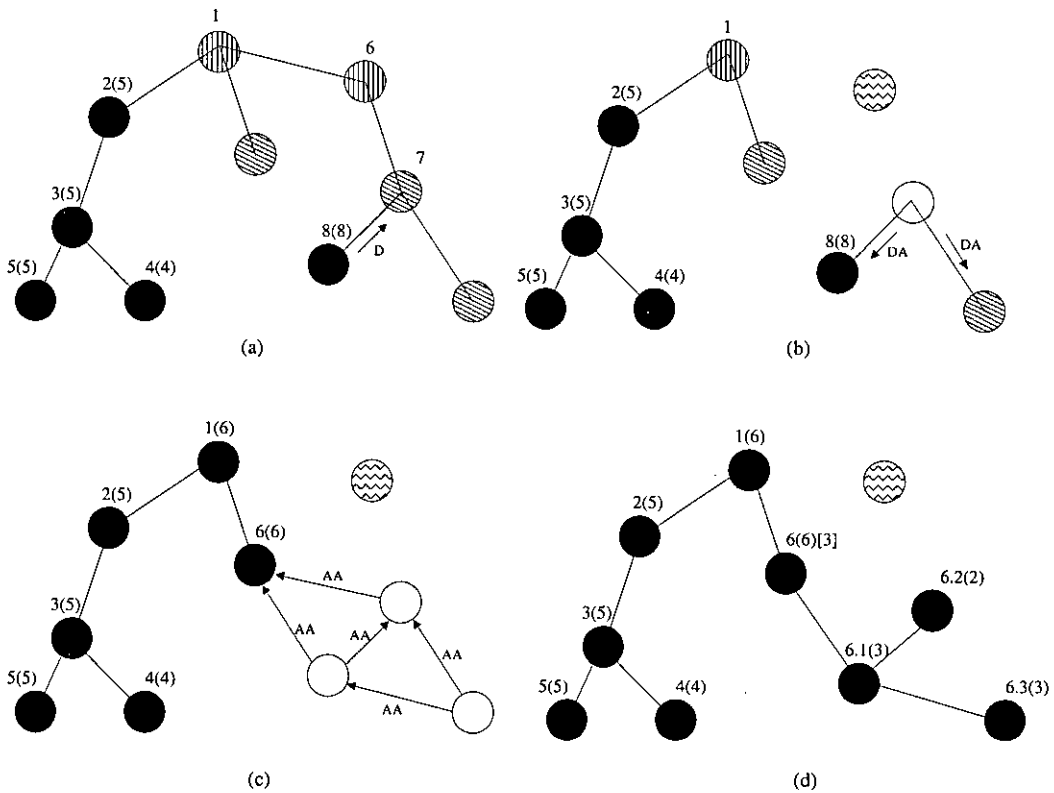 1
6
2(5)
7
3(5)
8(8)
D
5(5)
4(4)
(a)
1
2(5)
3(5)
8(8)
DA
DA
5(5)
4(4)
(b)
1(6)
2(5)
6(6)
AA
3(5)
AA
AA
AA
5(5)
4(4)
AA
(c)
1(6)
2(5)
6(6)[3]
6.2(2)
3(5)
6.1(3)
5(5)
4(4)
6.3(3)
(d)